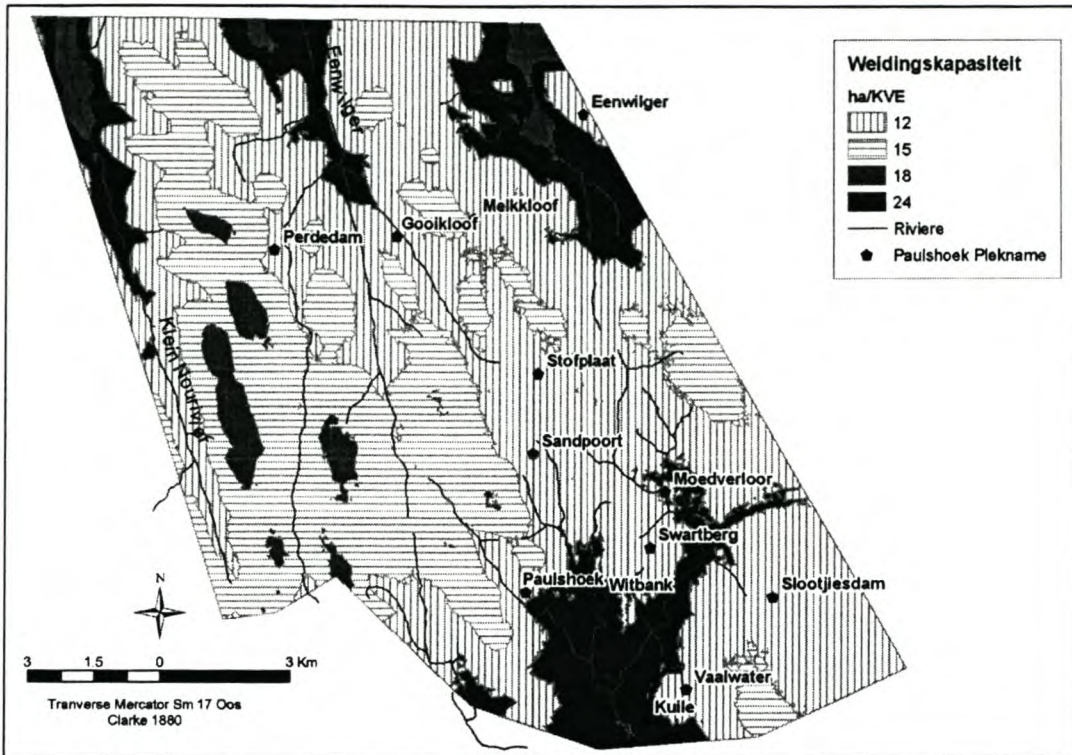 Weidingskapasiteit
ha/KVE
12
15
18
24
Riviere
Paulshoek Plekname
Eenwilger
Eenwilger
Melkkloof
Gooikloof
Perdedam
Klein Nourivier
Stofplaat
Sandpoort
Moedverloor
Swartberg
Paulshoek
Witbank
Slootjiesdam
Vaalwater
Kuile
N
3 1.5 0 3 Km
Tranverse Mercator Sm 17 Oos
Clarke 1880